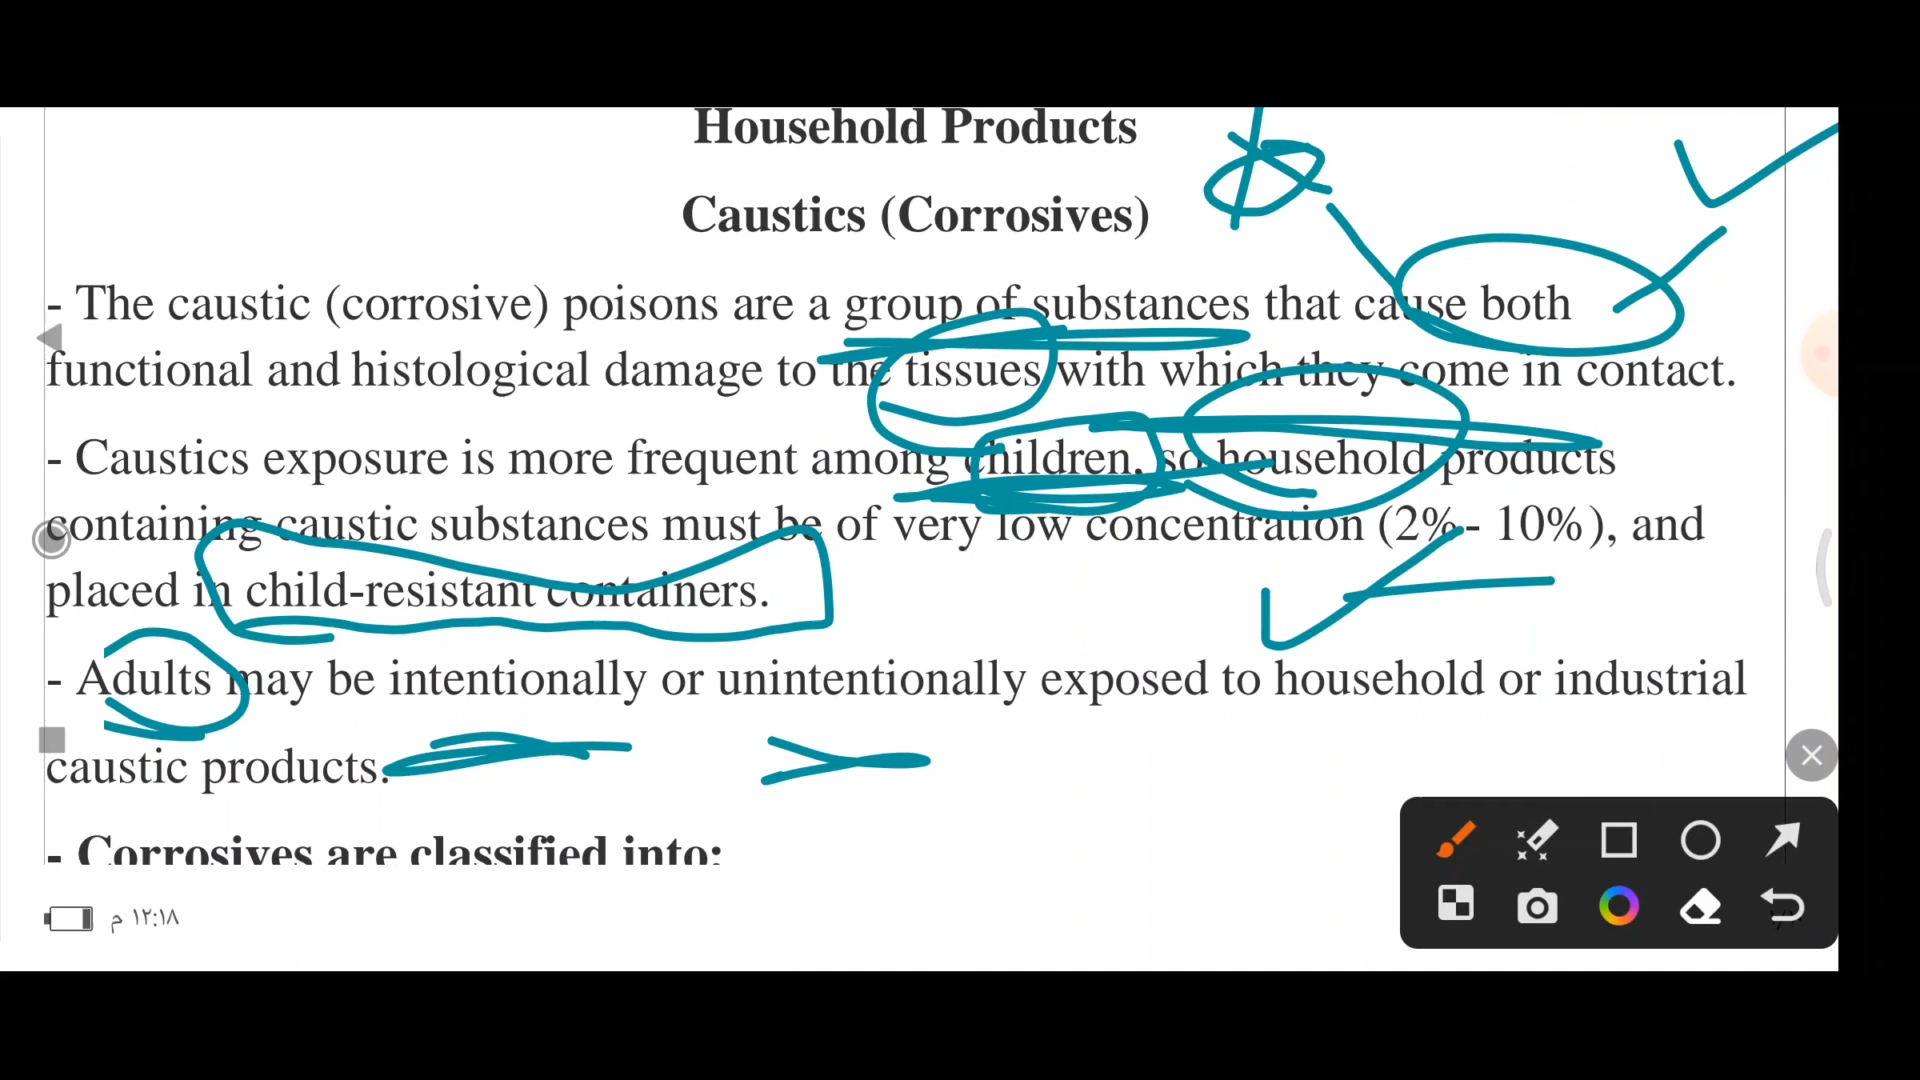 Household Products
Caustics (Corrosives)
- The caustic (corrosive) poisons are a group of substances that cause both
functional and histological damage to the tissues with which they come in contact.
- Caustics exposure is more frequent among children, so household products
containing caustic substances must be of very low concentration (2%- 10%), and
placed in child-resistant containers.
- Adults may be intentionally or unintentionally exposed to household or industrial
caustic products.
- Corrosives are classified into:
١٢:١٨ م